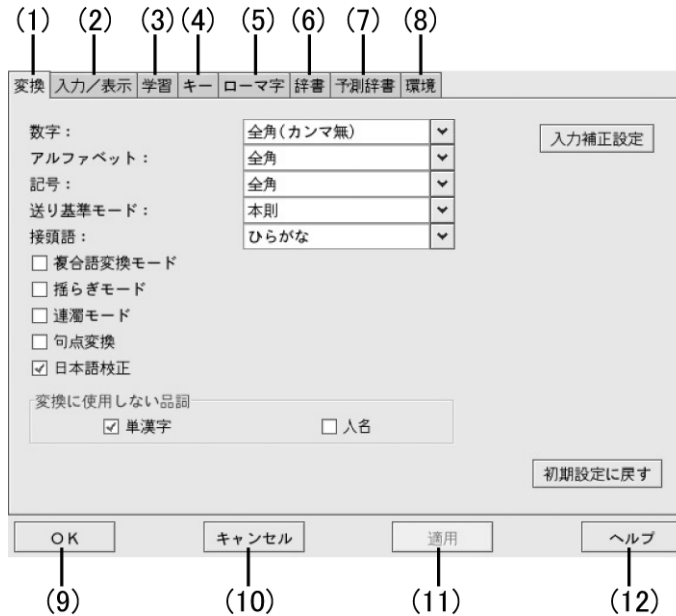 (1) (2) (3) (4) (5) (6) (7) (8)
変換 入力／表示 学習 キー ローマ字 辞書 予測辞書 環境
数字： 全角(カンマ無) 入力補正設定
アルファベット： 全角
記号： 全角
送り基準モード： 本則
接頭語： ひらがな
複合語変換モード
揺らぎモード
連濁モード
句点変換
日本語校正
変換に使用しない品詞
単漢字 人名
初期設定に戻す
OK キャンセル 適用 ヘルプ
(9) (10) (11) (12)